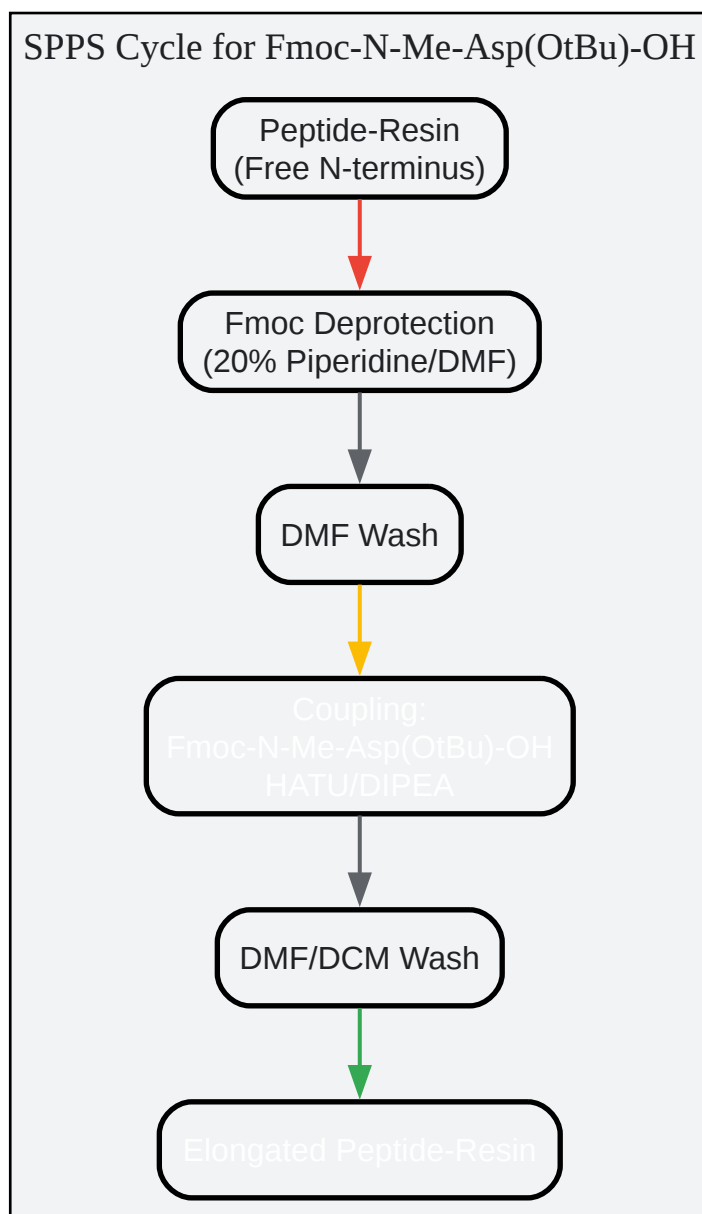 SPPS Cycle for Fmoc-N-Me-Asp(OtBu)-OH
Peptide-Resin
(Free N-terminus)
Fmoc Deprotection
(20% Piperidine/DMF)
DMF Wash
Coupling:
Fmoc-N-Me-Asp(OtBu)-OH
HATU/DIPEA
DMF/DCM Wash
Elongated Peptide-Resin